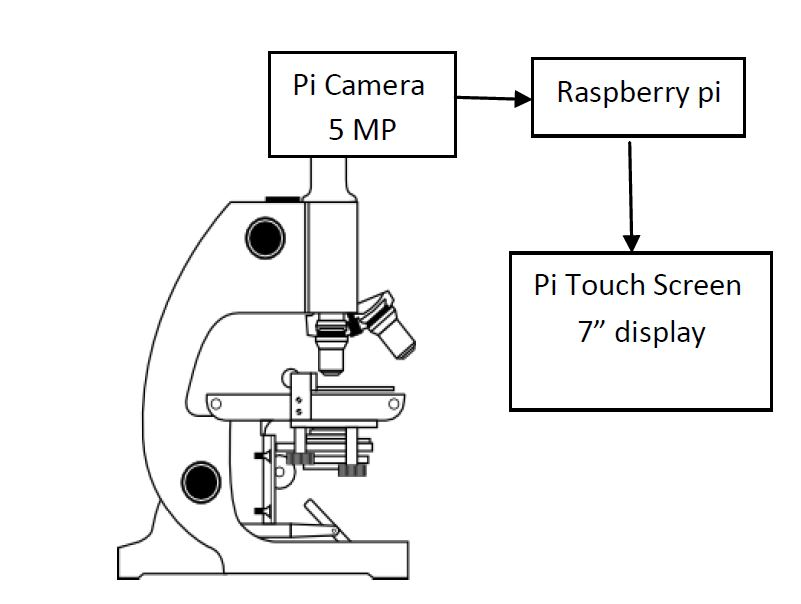 Pi Camera
5 MP
Raspberry pi
Pi Touch Screen
7” display